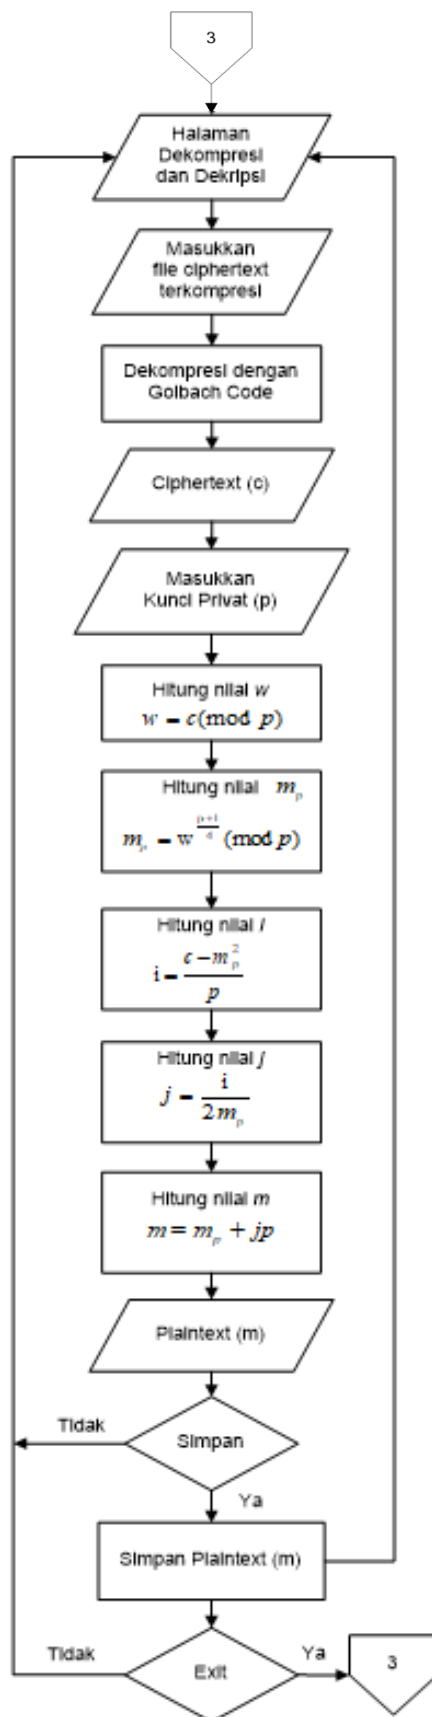 3
Halaman
Dekompresi
dan Dekripsi
Masukkan
file ciphertext
terkompresi
Dekompresi dengan
Golbach Code
Ciphertext (c)
Masukkan
Kunci Privat (p)
Hitung nilai w
w = c(mod p)
Hitung nilai m_p
m_p = w^((p+1)/4) (mod p)
Hitung nilai i
i = (c − m_p^2)/p
Hitung nilai j
j = i/(2m_p)
Hitung nilai m
m = m_p + jp
Plaintext (m)
Tidak
Simpan
Ya
Simpan Plaintext (m)
Tidak
Exit
Ya
3